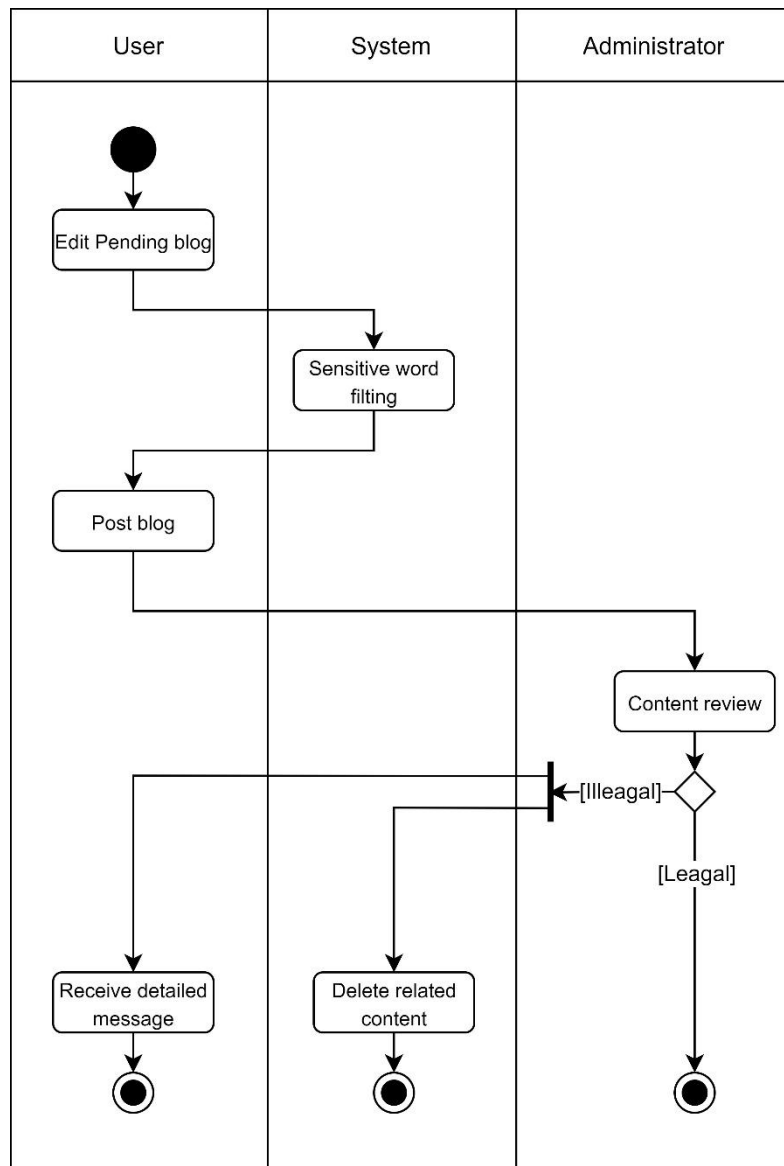 User
System
Administrator
Edit Pending blog
Sensitive word
filting
Post blog
Content review
[Illeagal]
[Leagal]
Receive detailed
message
Delete related
content